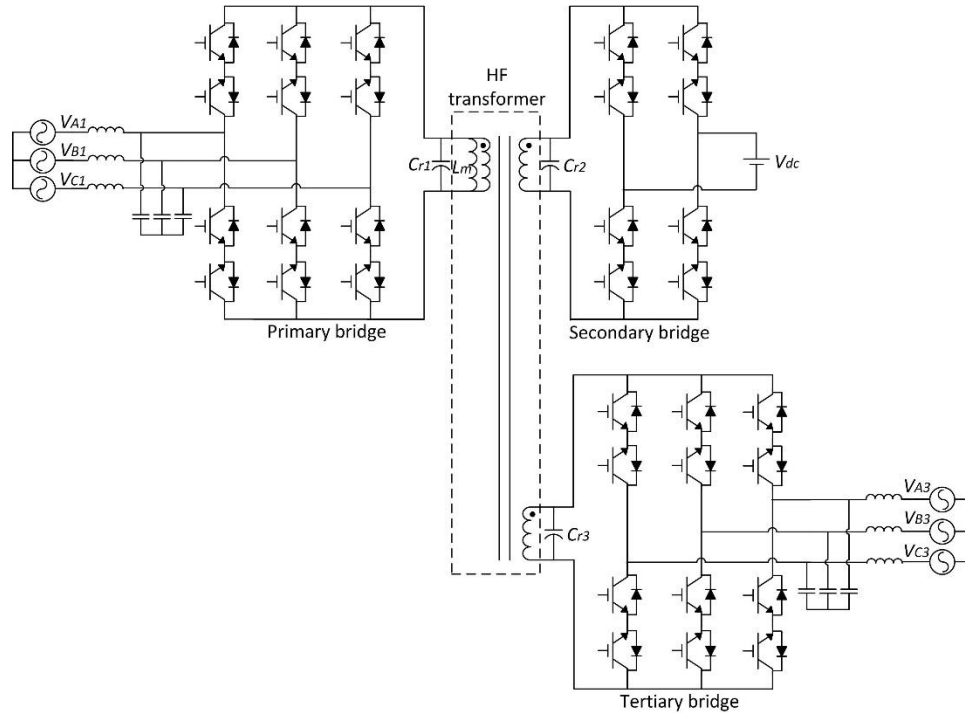 HF
transformer
VA1
VB1
VC1
Cr1
Lm
Cr2
Vdc
Primary bridge
Secondary bridge
VA3
VB3
VC3
Cr3
Tertiary bridge